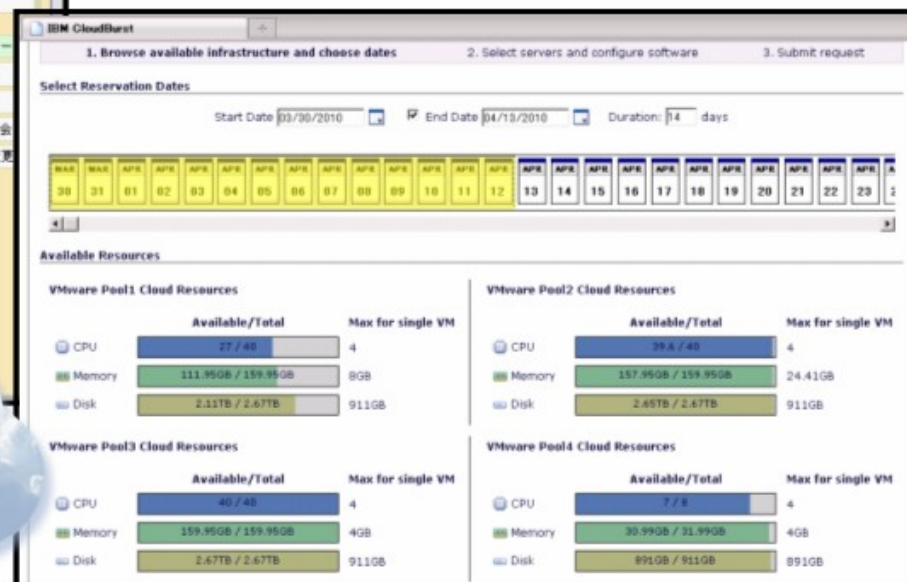 会
更
IBM CloudBurst
1. Browse available infrastructure and choose dates 2. Select servers and configure software 3. Submit request
Select Reservation Dates
Start Date 03/30/2010 End Date 04/13/2010 Duration: 14 days
MAR MAR APR APR APR APR APR APR APR APR APR APR APR APR APR APR APR APR APR APR APR APR APR APR APR
30 31 01 02 03 04 05 06 07 08 09 10 11 12 13 14 15 16 17 18 19 20 21 22 23
Available Resources
VMware Pool1 Cloud Resources
Available/Total Max for single VM
CPU 27 / 40 4
Memory 111.95GB / 159.95GB 8GB
Disk 2.11TB / 2.67TB 911GB
VMware Pool2 Cloud Resources
Available/Total Max for single VM
CPU 39.6 / 40 4
Memory 157.95GB / 159.95GB 24.41GB
Disk 2.65TB / 2.67TB 911GB
VMware Pool3 Cloud Resources
Available/Total Max for single VM
CPU 40 / 40 4
Memory 159.95GB / 159.95GB 4GB
Disk 2.67TB / 2.67TB 911GB
VMware Pool4 Cloud Resources
Available/Total Max for single VM
CPU 7 / 8 4
Memory 30.99GB / 31.99GB 4GB
Disk 891GB / 911GB 891GB